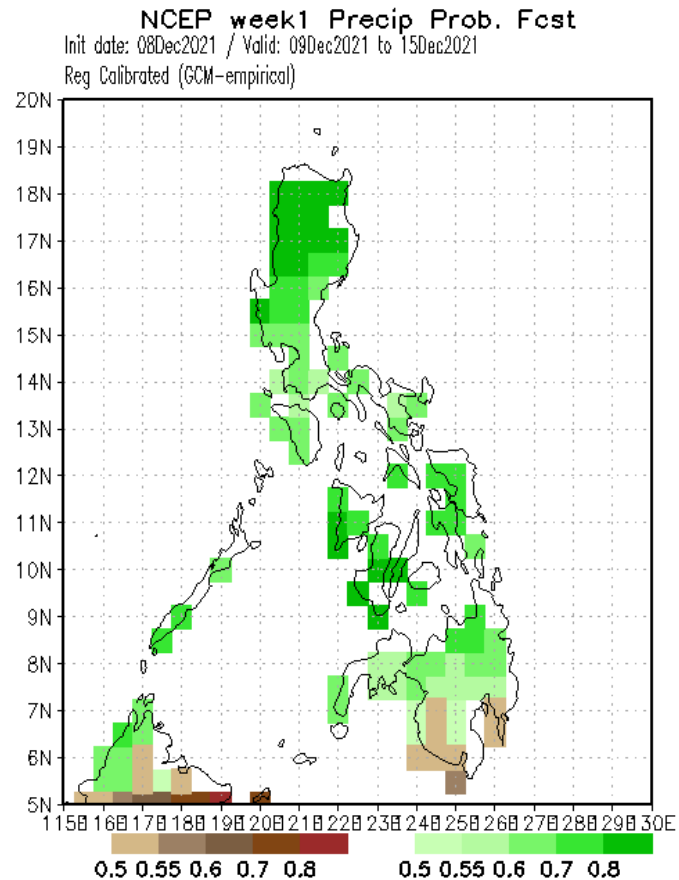 NCEP week1 Precip Prob. Fcst
Init date: 08Dec2021 / Valid: 09Dec2021 to 15Dec2021
Reg Calibrated (GCM-empirical)
20N
19N
18N
17N
16N
15N
14N
13N
12N
11N
10N
9N
8N
7N
6N
5N
115E 116E 117E 118E 119E 120E 121E 122E 123E 124E 125E 126E 127E 128E 129E 130E
0.5 0.55 0.6 0.7 0.8 0.5 0.55 0.6 0.7 0.8